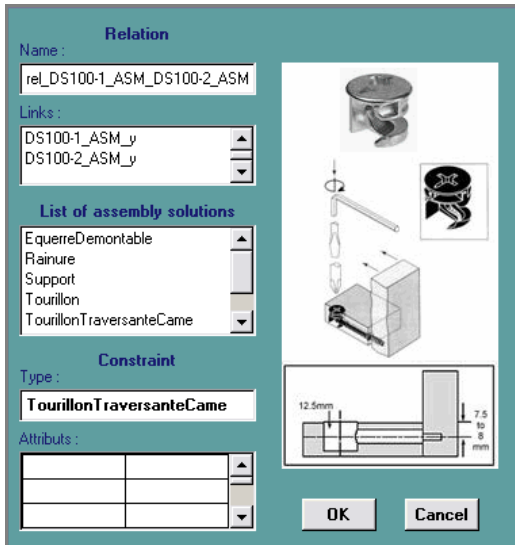 Relation
Name :
rel_DS100-1_ASM_DS100-2_ASM
Links :
DS100-1_ASM_y
DS100-2_ASM_y
List of assembly solutions
EquerreDemontable
Rainure
Support
Tourillon
TourillonTraversanteCame
Constraint
Type :
TourillonTraversanteCame
Attributs :
12.5mm
7.5
to
8
mm
OK
Cancel